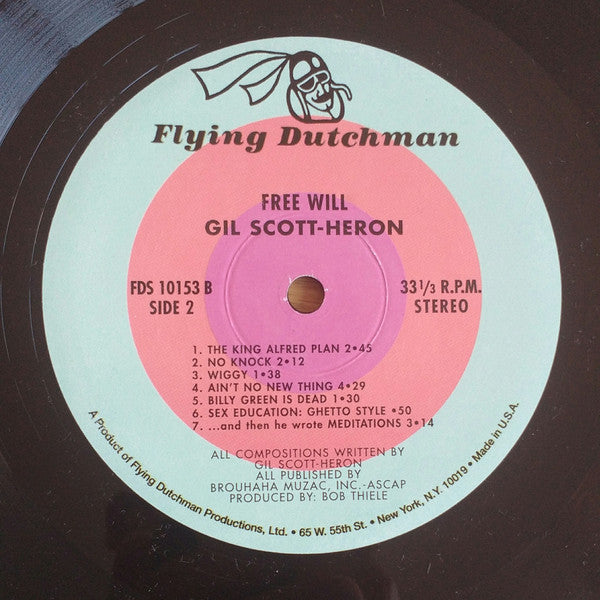 Flying Dutchman
FREE WILL
GIL SCOTT-HERON
FDS 10153 B
SIDE 2
33 1/3 R.P.M.
STEREO
1. THE KING ALFRED PLAN 2•45
2. NO KNOCK 2•12
3. WIGGY 1•38
4. AIN'T NO NEW THING 4•29
5. BILLY GREEN IS DEAD 1•30
6. SEX EDUCATION: GHETTO STYLE •50
7. ...and then he wrote MEDITATIONS 3•14
ALL COMPOSITIONS WRITTEN BY
GIL SCOTT-HERON
ALL PUBLISHED BY
BROUHAHA MUZAC, INC.-ASCAP
PRODUCED BY: BOB THIELE
A Product of Flying Dutchman Productions, Ltd. • 65 W. 55th St. • New York, N.Y. 10019 • Made in U.S.A.